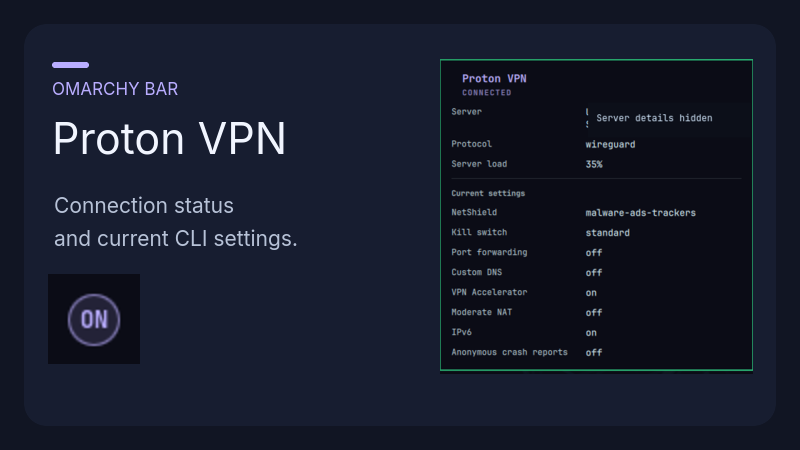 OMARCHY BAR
Proton VPN
Connection status
and current CLI settings.
ON
Proton VPN
CONNECTED
Server
Server details hidden
Protocol wireguard
Server load 35%
Current settings
NetShield malware-ads-trackers
Kill switch standard
Port forwarding off
Custom DNS off
VPN Accelerator on
Moderate NAT off
IPv6 on
Anonymous crash reports off